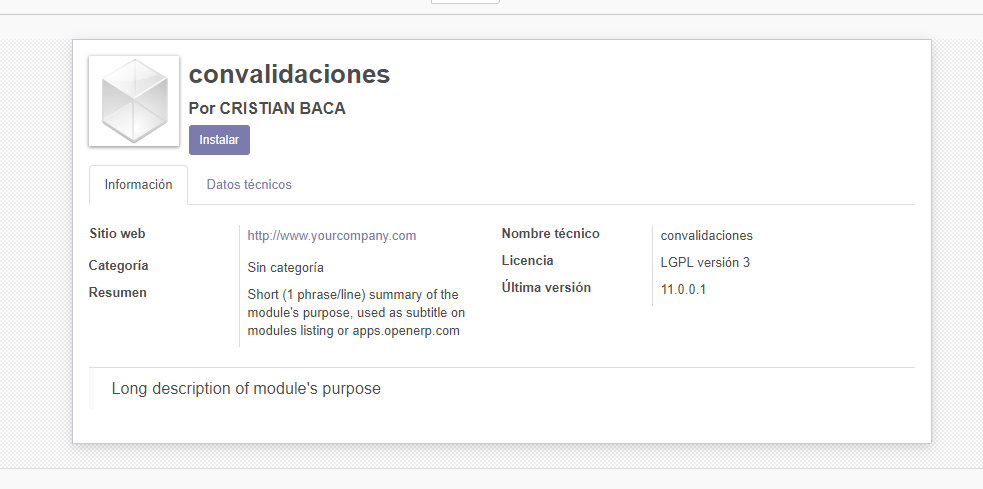 convalidaciones
Por CRISTIAN BACA
Instalar
Información
Datos técnicos
Sitio web
http://www.yourcompany.com
Categoría
Sin categoría
Resumen
Short (1 phrase/line) summary of the
module's purpose, used as subtitle on
modules listing or apps.openerp.com
Nombre técnico
convalidaciones
Licencia
LGPL versión 3
Última versión
11.0.0.1
Long description of module's purpose